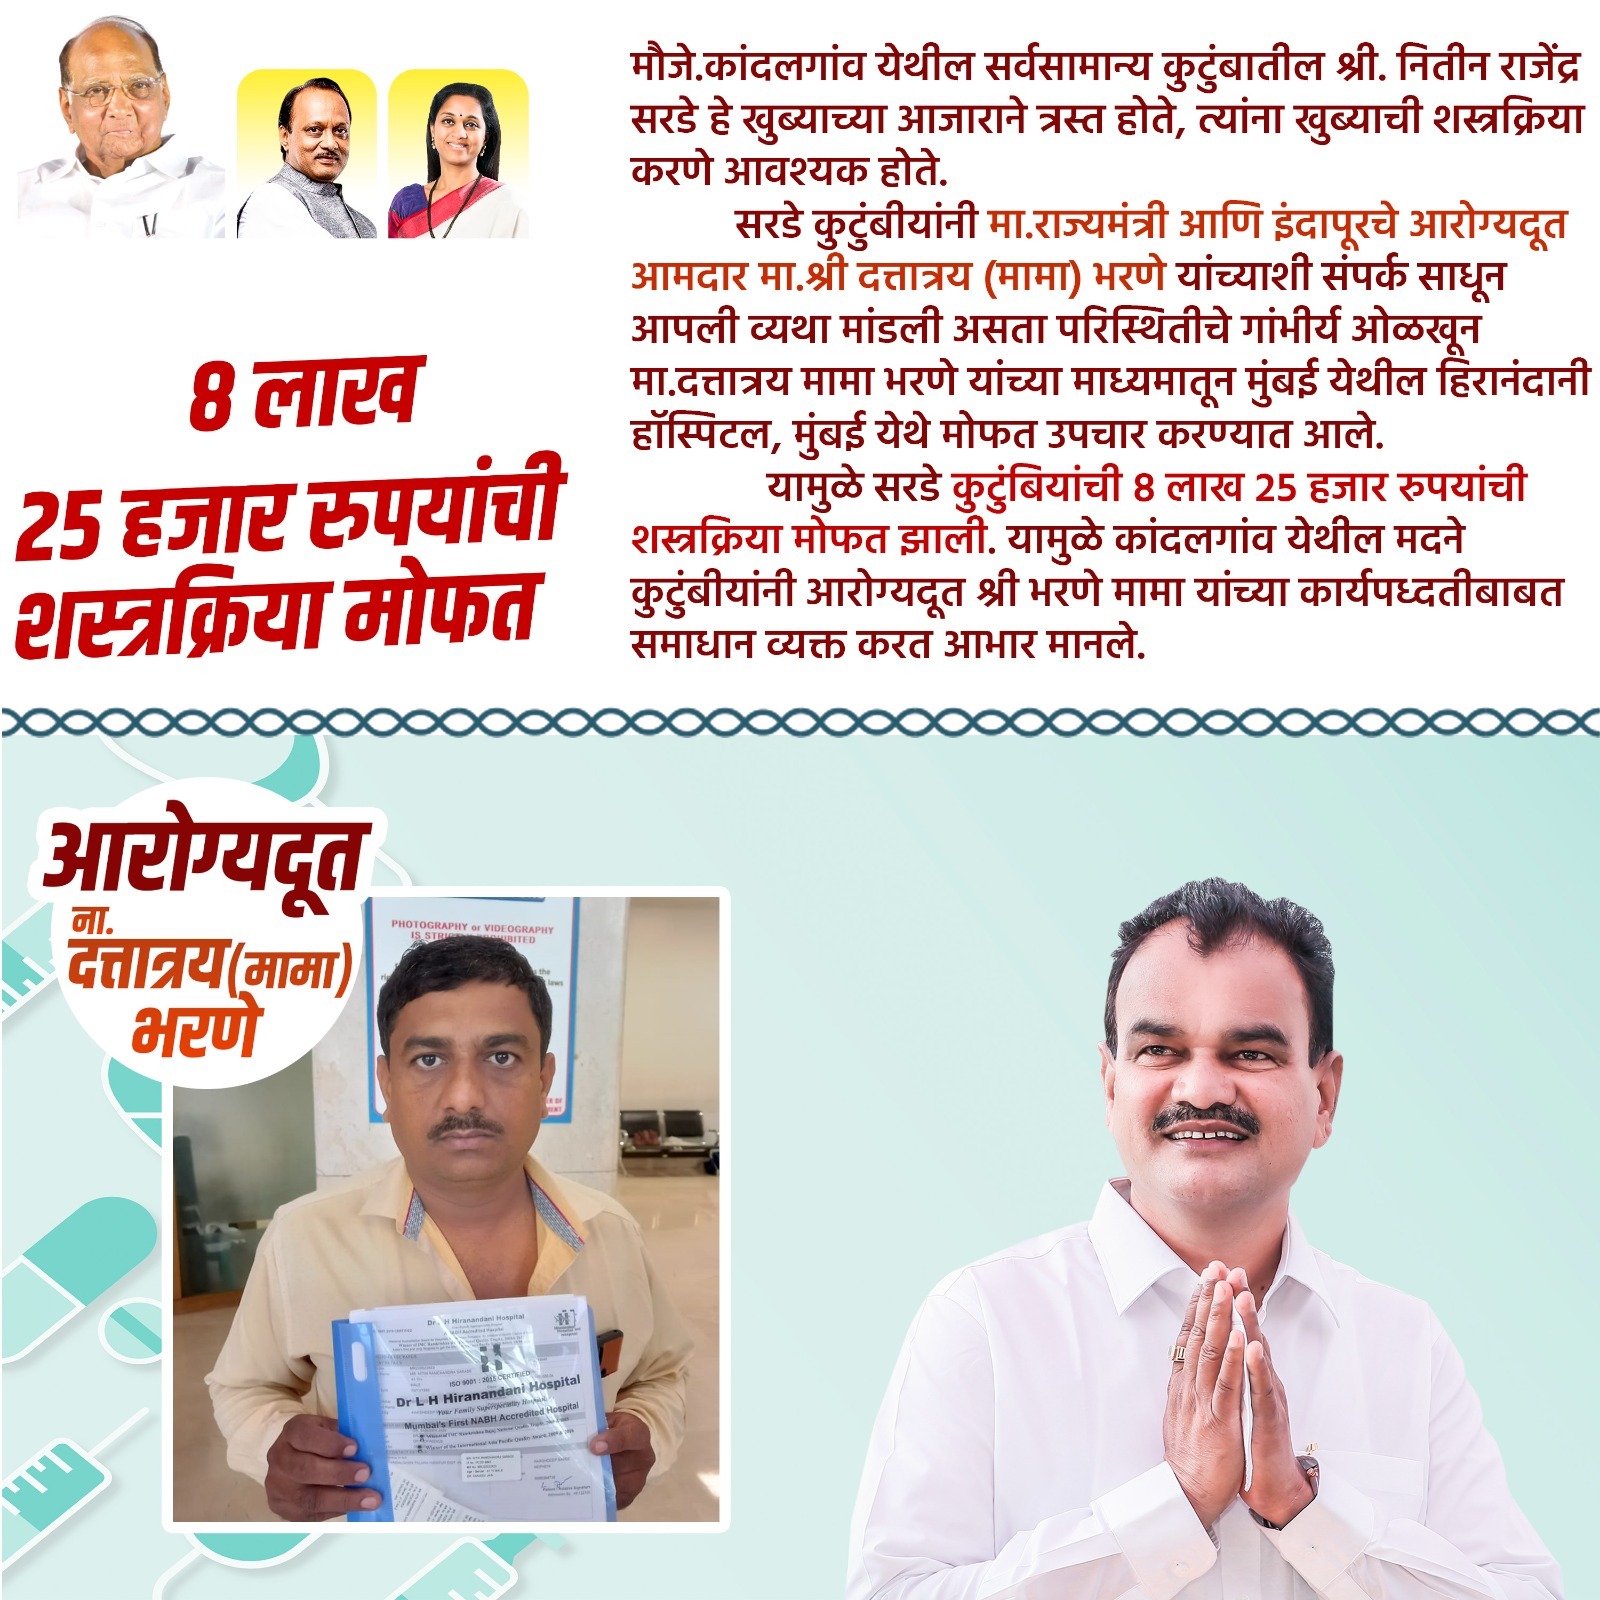 मौजे.कांदलगांव येथील सर्वसामान्य कुटुंबातील श्री. नितीन राजेंद्र
सरडे हे खुब्याच्या आजाराने त्रस्त होते, त्यांना खुब्याची शस्त्रक्रिया
करणे आवश्यक होते.
सरडे कुटुंबीयांनी मा.राज्यमंत्री आणि इंदापूरचे आरोग्यदूत
आमदार मा.श्री दत्तात्रय (मामा) भरणे यांच्याशी संपर्क साधून
आपली व्यथा मांडली असता परिस्थितीचे गांभीर्य ओळखून
मा.दत्तात्रय मामा भरणे यांच्या माध्यमातून मुंबई येथील हिरानंदानी
हॉस्पिटल, मुंबई येथे मोफत उपचार करण्यात आले.
यामुळे सरडे कुटुंबियांची 8 लाख 25 हजार रुपयांची
शस्त्रक्रिया मोफत झाली. यामुळे कांदलगांव येथील मदने
कुटुंबीयांनी आरोग्यदूत श्री भरणे मामा यांच्या कार्यपध्दतीबाबत
समाधान व्यक्त करत आभार मानले.
8 लाख
25 हजार रुपयांची
शस्त्रक्रिया मोफत
आरोग्यदूत
ना.
दत्तात्रय(मामा)
भरणे
PHOTOGRAPHY or VIDEOGRAPHY
IS
Dr L H Hiranandani Hospital
ISO 9001 : 2015 CERTIFIED
Dr L H Hiranandani Hospital
Your Family Superspeciality Hospital
Mumbai's First NABH Accredited Hospital